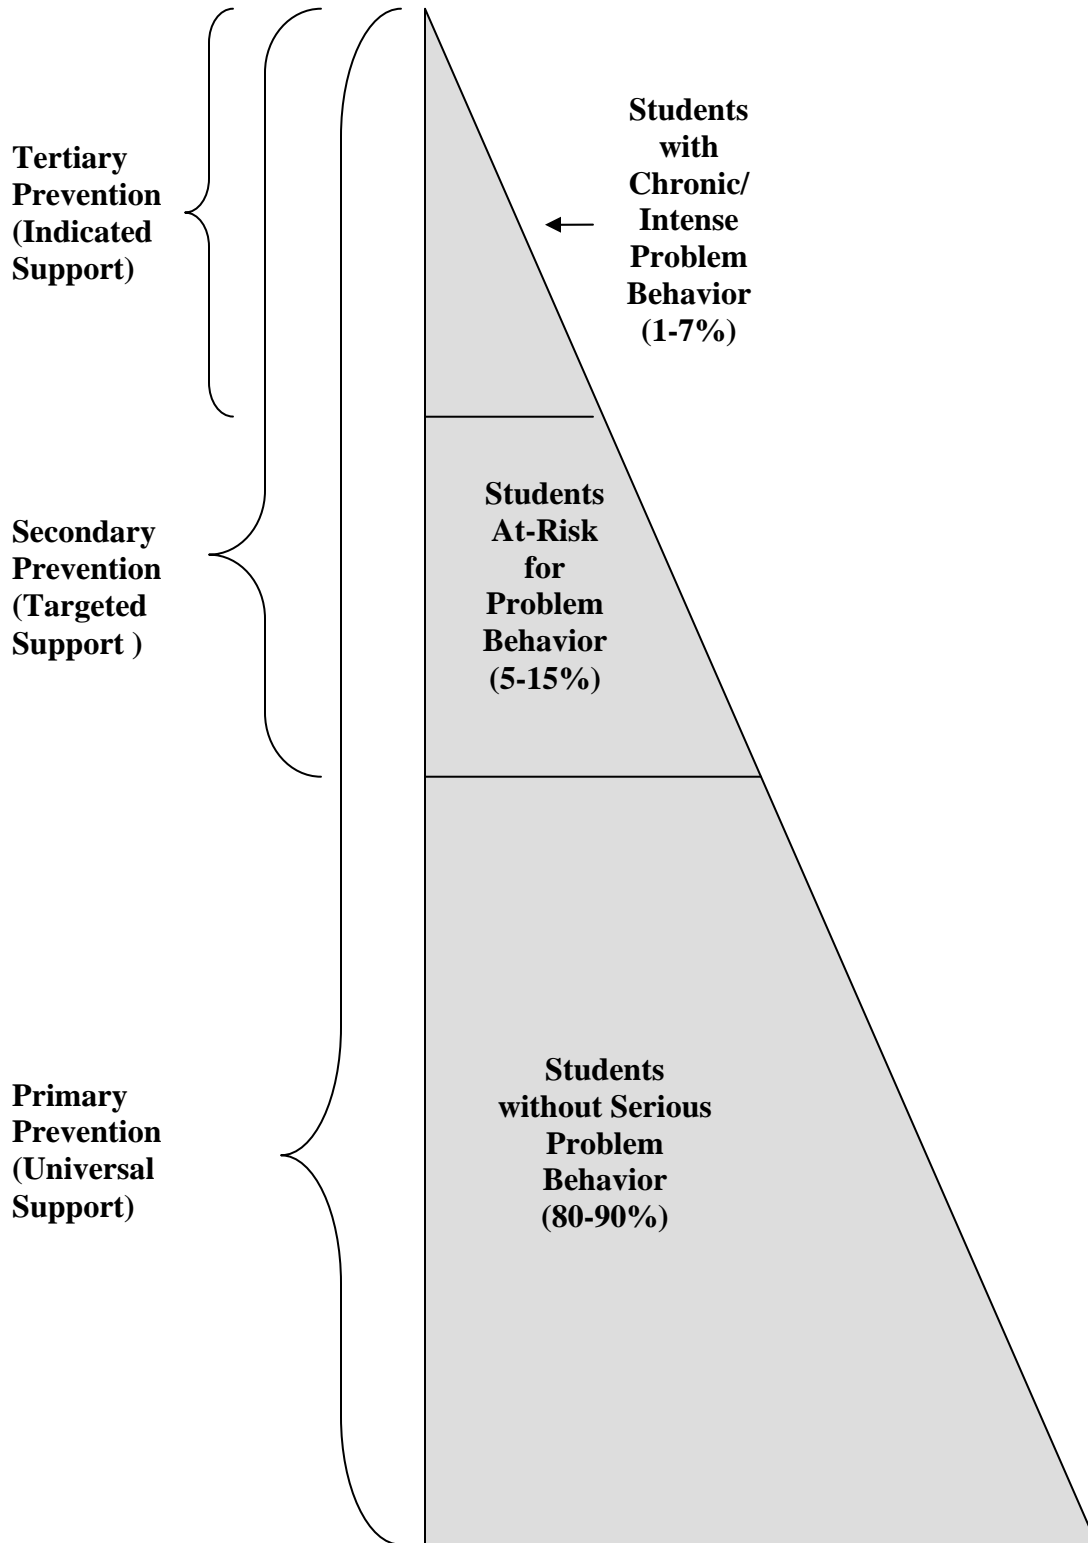 Students
with
Chronic/
Intense
Problem
Behavior
(1-7%)
Tertiary
Prevention
(Indicated
Support)
Students
At-Risk
for
Problem
Behavior
(5-15%)
Secondary
Prevention
(Targeted
Support )
Students
without Serious
Problem
Behavior
(80-90%)
Primary
Prevention
(Universal
Support)